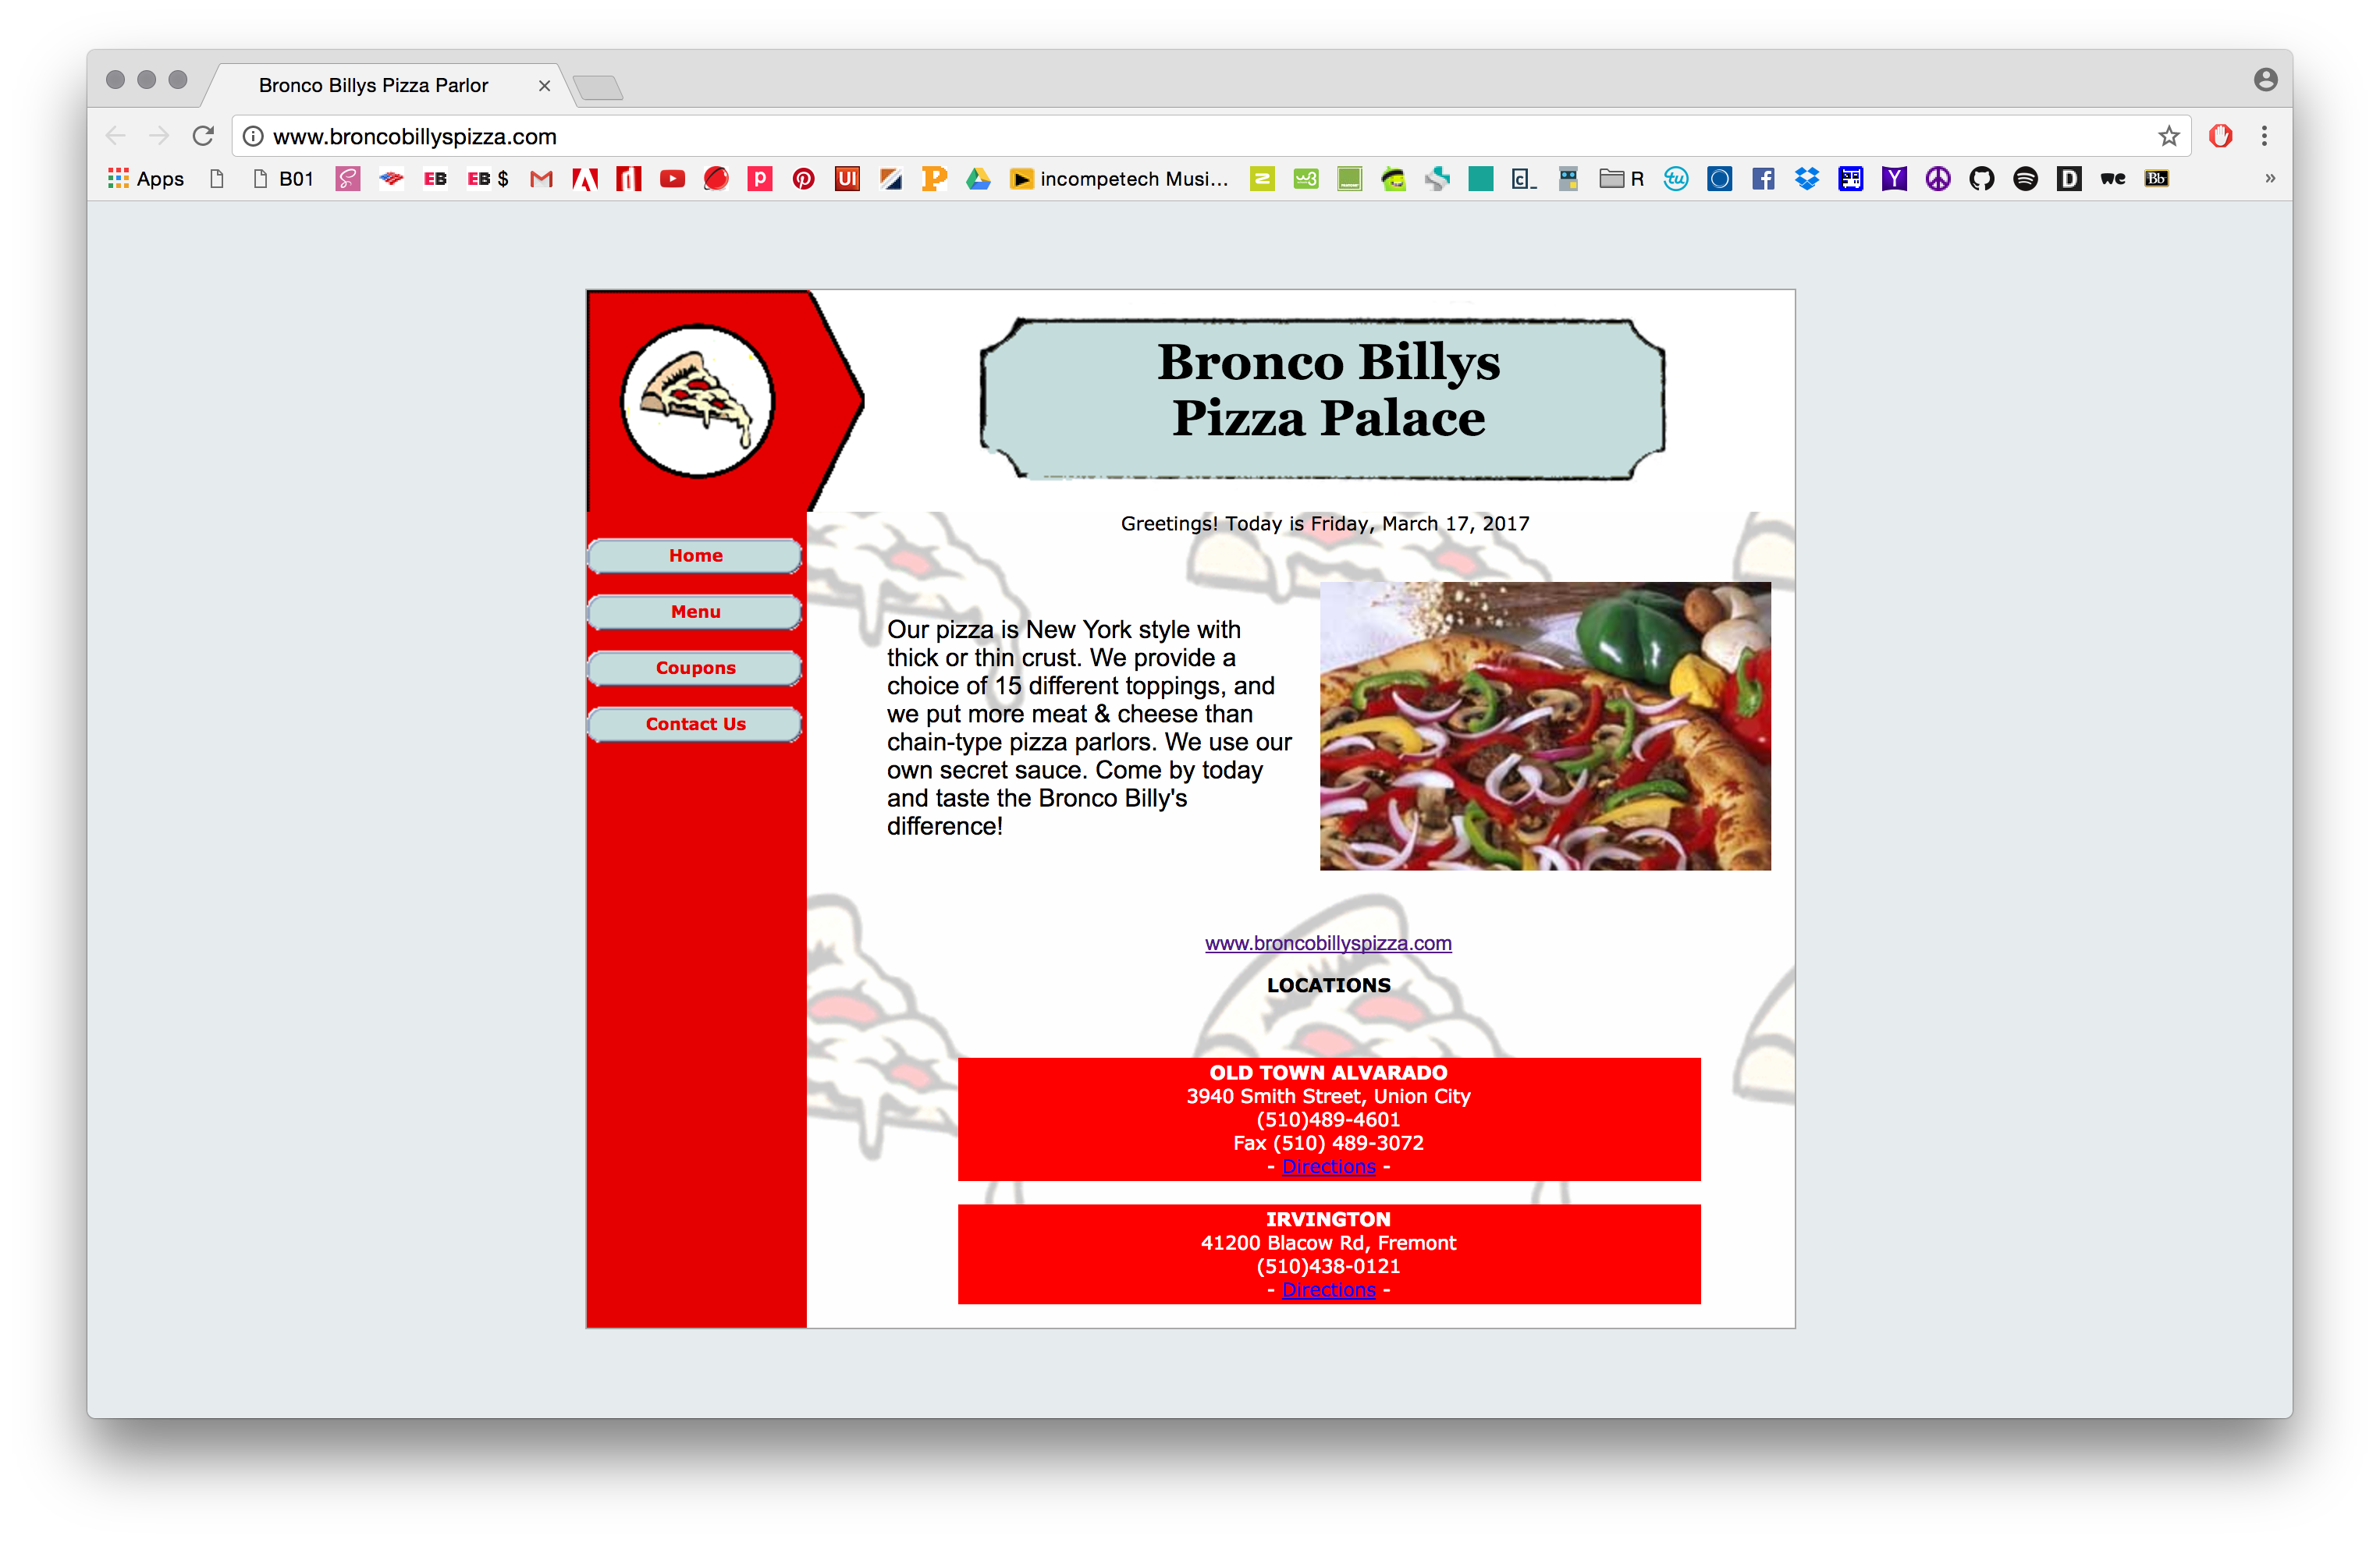 Bronco Billys Pizza Parlor
www.broncobillyspizza.com
Apps B01 EB EB $ UI P incompetech Musi... R tu Y D we Bb »
Bronco Billys
Pizza Palace
Greetings! Today is Friday, March 17, 2017
Home
Menu
Coupons
Contact Us
Our pizza is New York style with
thick or thin crust. We provide a
choice of 15 different toppings, and
we put more meat & cheese than
chain-type pizza parlors. We use our
own secret sauce. Come by today
and taste the Bronco Billy's
difference!
www.broncobillyspizza.com
LOCATIONS
OLD TOWN ALVARADO
3940 Smith Street, Union City
(510)489-4601
Fax (510) 489-3072
- Directions -
IRVINGTON
41200 Blacow Rd, Fremont
(510)438-0121
- Directions -